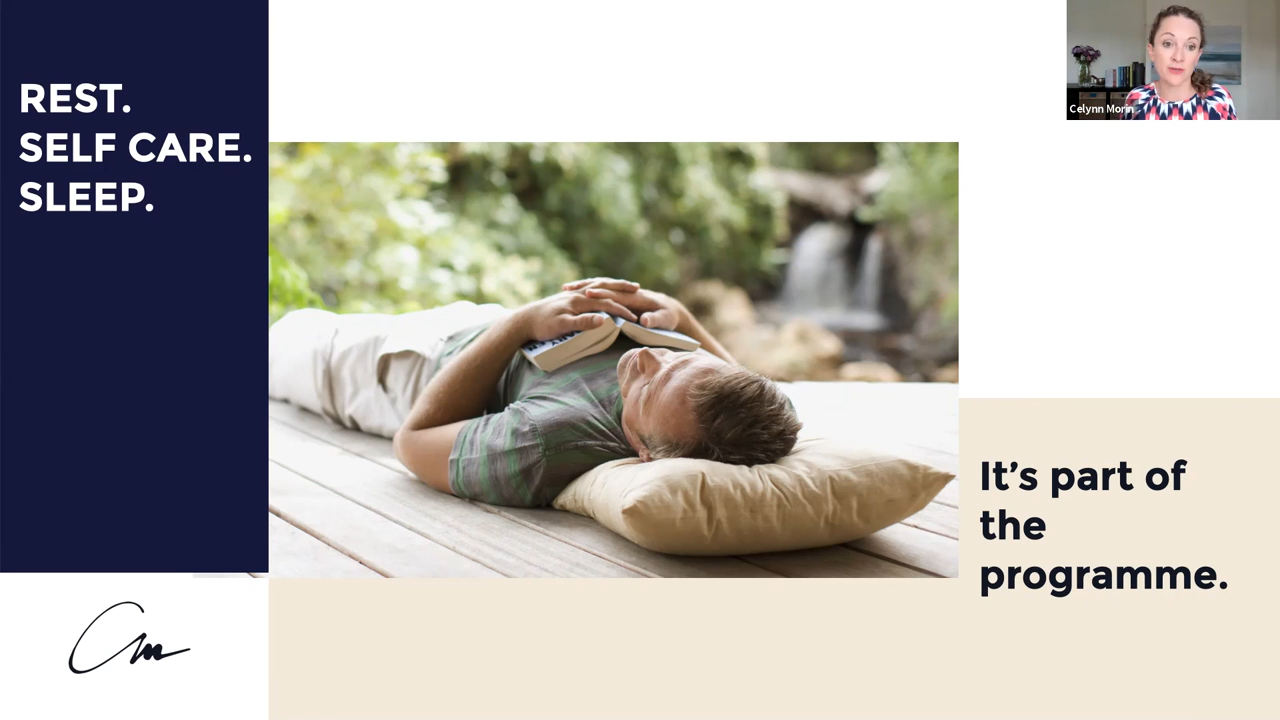 REST.
SELF CARE.
SLEEP.
Celynn Morin
It's part of
the
programme.